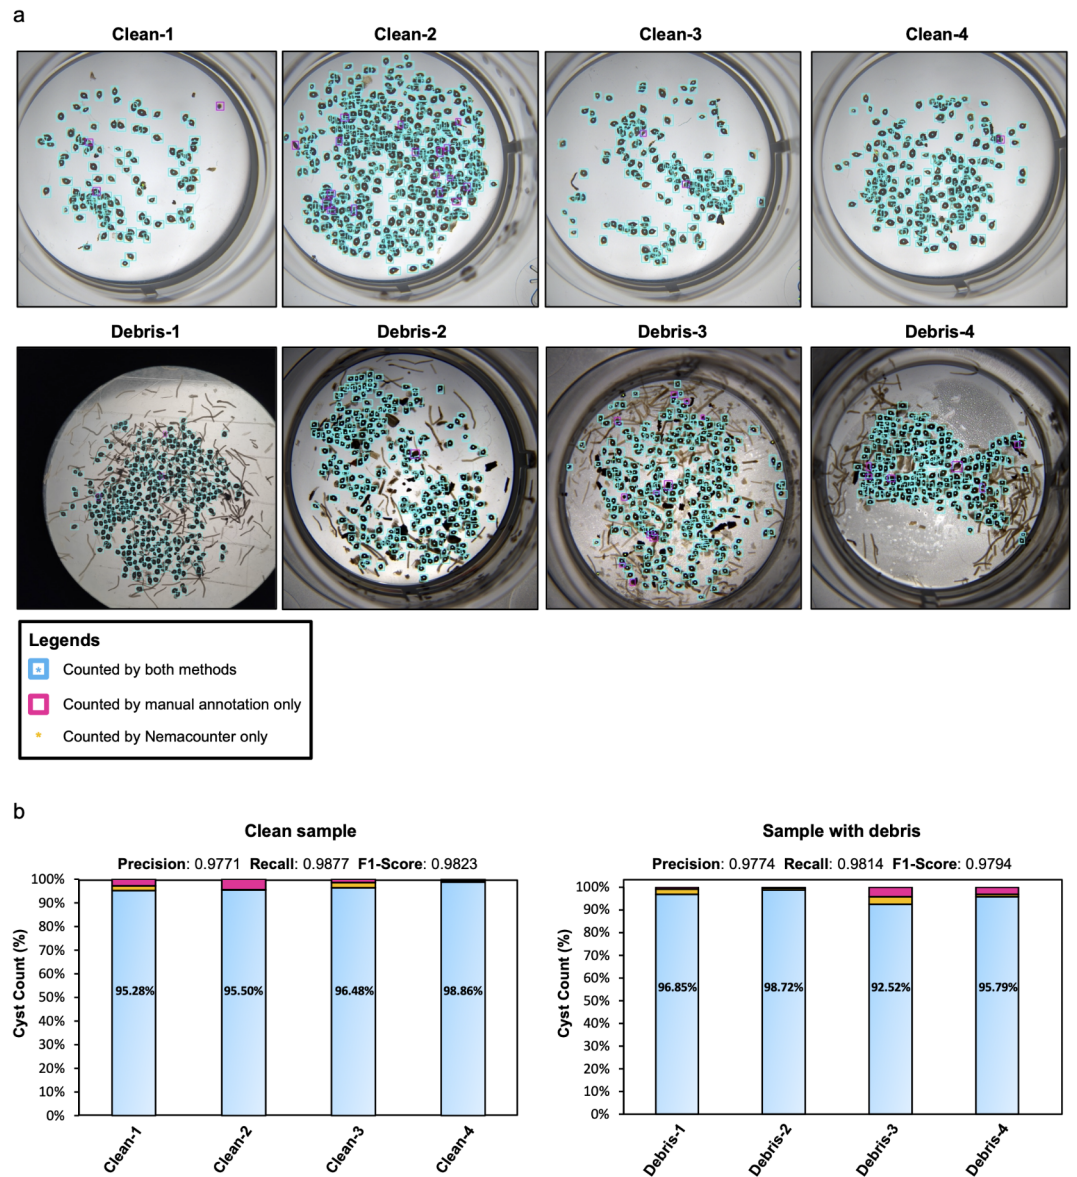 a
Clean-1 Clean-2 Clean-3 Clean-4
Debris-1 Debris-2 Debris-3 Debris-4
Legends
Counted by both methods
Counted by manual annotation only
Counted by Nemacounter only
b
Clean sample
Precision: 0.9771 Recall: 0.9877 F1-Score: 0.9823
Cyst Count (%)
100%
90%
80%
70%
60%
50%
40%
30%
20%
10%
0%
95.28% 95.50% 96.48% 98.86%
Clean-1 Clean-2 Clean-3 Clean-4
Sample with debris
Precision: 0.9774 Recall: 0.9814 F1-Score: 0.9794
Cyst Count (%)
100%
90%
80%
70%
60%
50%
40%
30%
20%
10%
0%
96.85% 98.72% 92.52% 95.79%
Debris-1 Debris-2 Debris-3 Debris-4